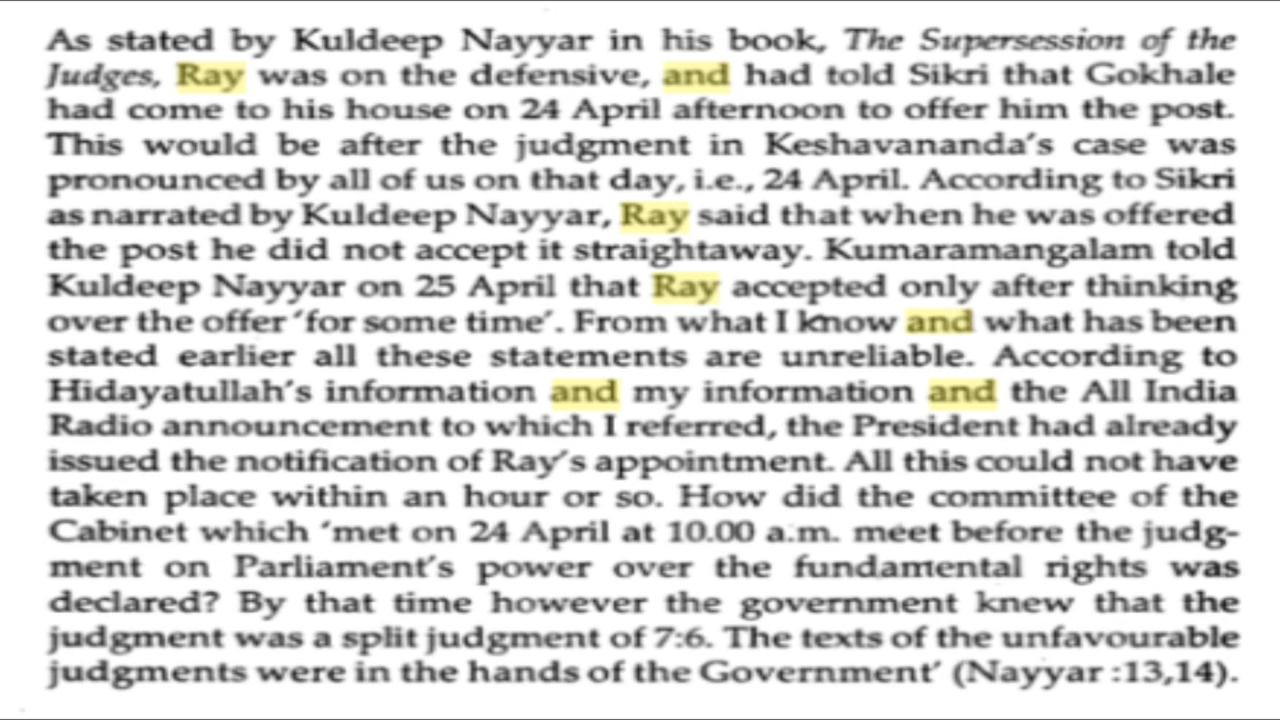 As stated by Kuldeep Nayyar in his book, The Supersession of the
Judges, Ray was on the defensive, and had told Sikri that Gokhale
had come to his house on 24 April afternoon to offer him the post.
This would be after the judgment in Keshavananda's case was
pronounced by all of us on that day, i.e., 24 April. According to Sikri
as narrated by Kuldeep Nayyar, Ray said that when he was offered
the post he did not accept it straightaway. Kumaramangalam told
Kuldeep Nayyar on 25 April that Ray accepted only after thinking
over the offer 'for some time'. From what I know and what has been
stated earlier all these statements are unreliable. According to
Hidayatullah's information and my information and the All India
Radio announcement to which I referred, the President had already
issued the notification of Ray's appointment. All this could not have
taken place within an hour or so. How did the committee of the
Cabinet which 'met on 24 April at 10.00 a.m. meet before the judg-
ment on Parliament's power over the fundamental rights was
declared? By that time however the government knew that the
judgment was a split judgment of 7:6. The texts of the unfavourable
judgments were in the hands of the Government' (Nayyar :13,14).